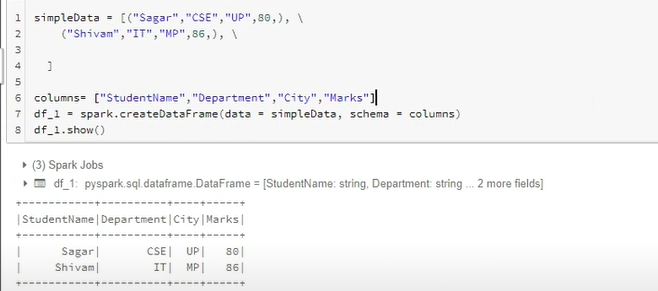 1 simpleData = [("Sagar","CSE","UP",80,), \
2 ("Shivam","IT","MP",86,), \
3
4 ]
5
6 columns= ["StudentName","Department","City","Marks"]
7 df_1 = spark.createDataFrame(data = simpleData, schema = columns)
8 df_1.show()
(3) Spark Jobs
df_1: pyspark.sql.dataframe.DataFrame = [StudentName: string, Department: string ... 2 more fields]
+-----------+----------+----+-----+
|StudentName|Department|City|Marks|
+-----------+----------+----+-----+
|      Sagar|       CSE|  UP|   80|
|     Shivam|        IT|  MP|   86|
+-----------+----------+----+-----+